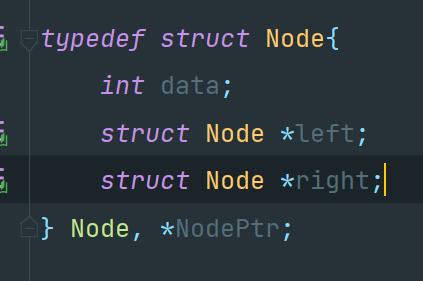 typedef struct Node{
int data;
struct Node *left;
struct Node *right;
} Node, *NodePtr;